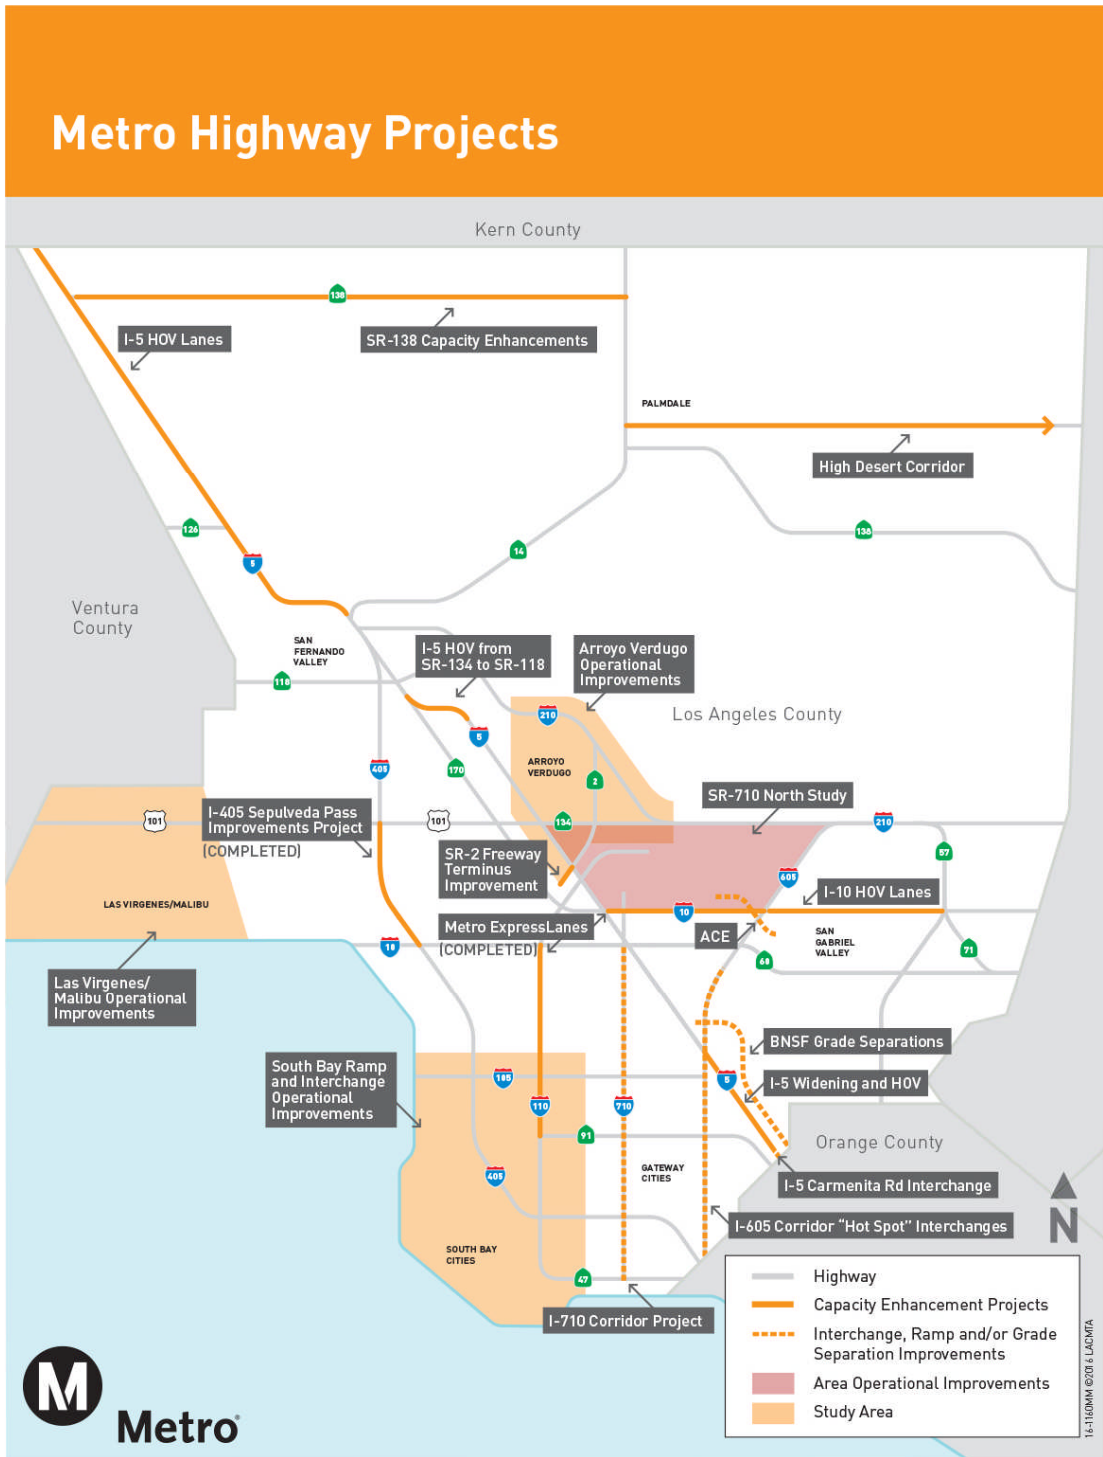 Metro Highway Projects
Kern County
138
I-5 HOV Lanes
SR-138 Capacity Enhancements
PALMDALE
High Desert Corridor
126
138
14
5
Ventura
County
SAN
FERNANDO
VALLEY
I-5 HOV from
SR-134 to SR-118
Arroyo Verdugo
Operational
Improvements
118
210
Los Angeles County
5
405
170
ARROYO
VERDUGO
2
SR-710 North Study
101
I-405 Sepulveda Pass
Improvements Project
(COMPLETED)
101
134
210
57
SR-2 Freeway
Terminus
Improvement
605
I-10 HOV Lanes
LAS VIRGENES/MALIBU
10
Metro ExpressLanes
(COMPLETED)
ACE
SAN
GABRIEL
VALLEY
10
60
71
Las Virgenes/
Malibu Operational
Improvements
BNSF Grade Separations
South Bay Ramp
and Interchange
Operational
Improvements
105
5
I-5 Widening and HOV
110
710
91
Orange County
GATEWAY
CITIES
405
I-5 Carmenita Rd Interchange
I-605 Corridor “Hot Spot” Interchanges
N
SOUTH BAY
CITIES
47
I-710 Corridor Project
Highway
Capacity Enhancement Projects
Interchange, Ramp and/or Grade
Separation Improvements
Area Operational Improvements
Study Area
M
Metro®
16-1160MM ©2016 LACMTA